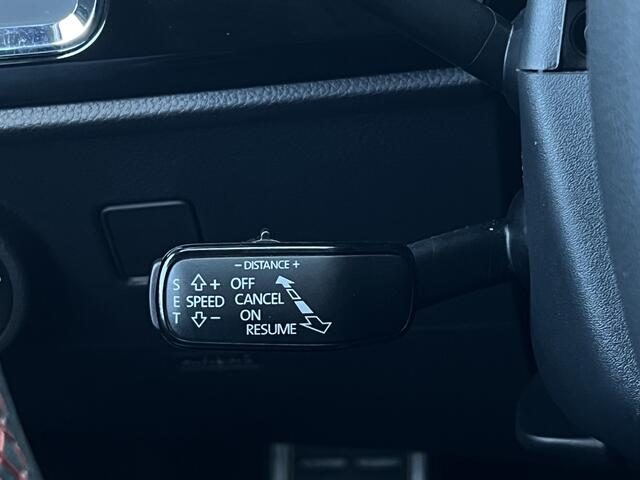 − DISTANCE +
S + OFF
E SPEED CANCEL
T − ON
RESUME